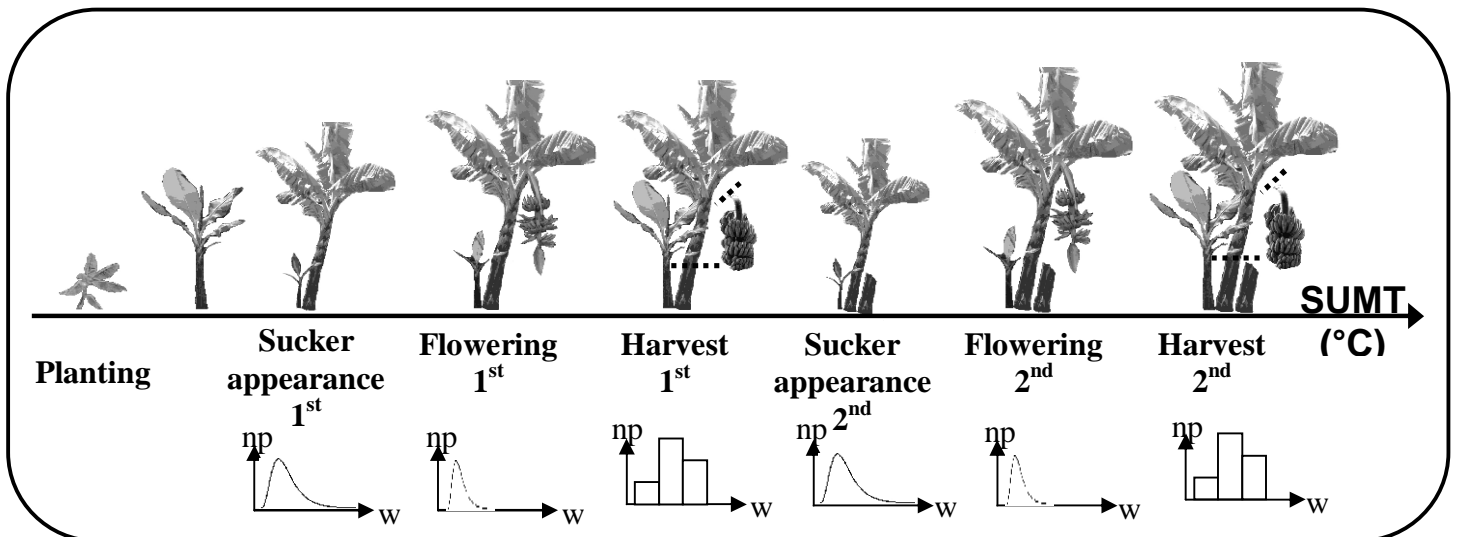 SUMT
(°C)
Planting
Sucker
appearance
1st
Flowering
1st
Harvest
1st
Sucker
appearance
2nd
Flowering
2nd
Harvest
2nd
np
w
np
w
np
w
np
w
np
w
np
w